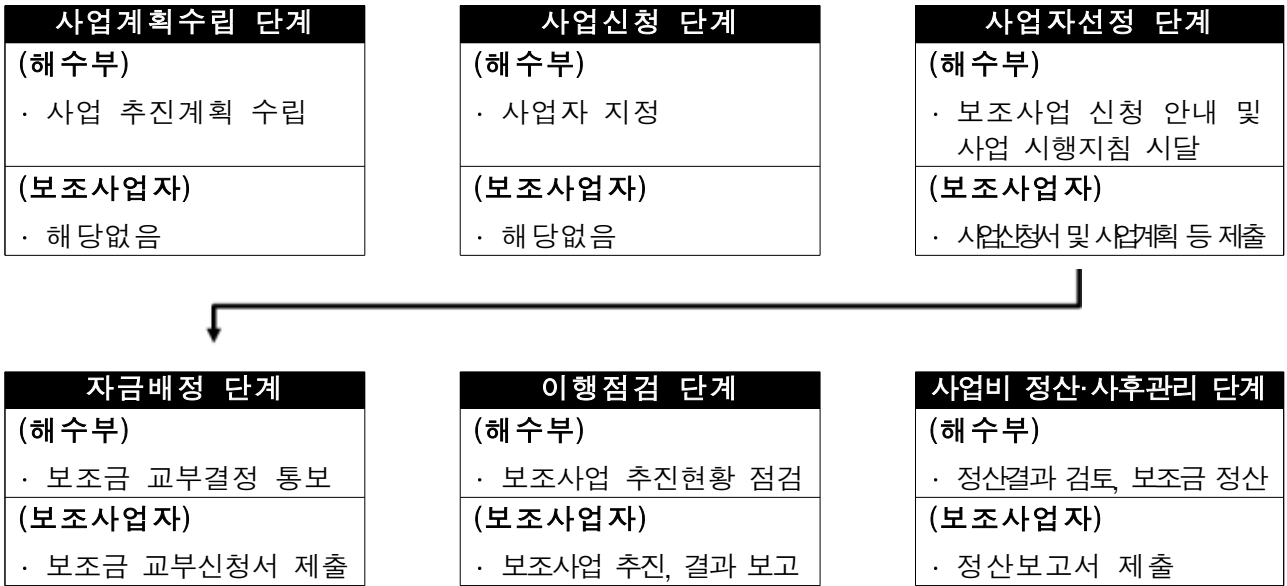 사업계획수립 단계
(해수부)
· 사업 추진계획 수립
(보조사업자)
· 해당없음
사업신청 단계
(해수부)
· 사업자 지정
(보조사업자)
· 해당없음
사업자선정 단계
(해수부)
· 보조사업 신청 안내 및
사업 시행지침 시달
(보조사업자)
· 사업신청서 및 사업계획 등 제출
자금배정 단계
(해수부)
· 보조금 교부결정 통보
(보조사업자)
· 보조금 교부신청서 제출
이행점검 단계
(해수부)
· 보조사업 추진현황 점검
(보조사업자)
· 보조사업 추진, 결과 보고
사업비 정산·사후관리 단계
(해수부)
· 정산결과 검토, 보조금 정산
(보조사업자)
· 정산보고서 제출